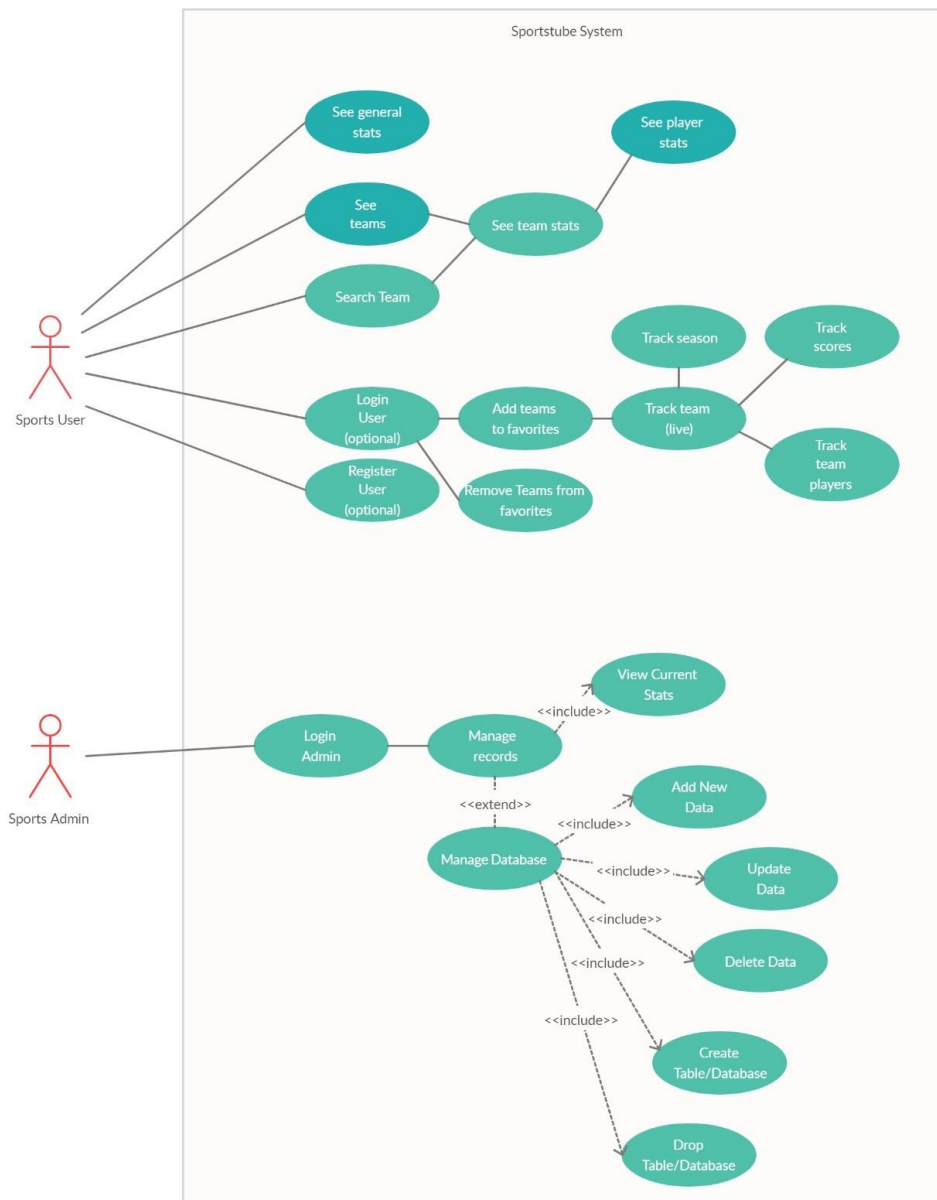 Sportstube System
See general
stats
See player
stats
See
teams
See team stats
Search Team
Track season
Track
scores
Sports User
Login
User
(optional)
Add teams
to favorites
Track team
(live)
Track
team
players
Register
User
(optional)
Remove Teams from
favorites
View Current
Stats
<<include>>
Login
Admin
Manage
records
Sports Admin
<<extend>>
Add New
Data
<<include>>
Manage Database
<<include>>
Update
Data
<<include>>
Delete Data
<<include>>
<<include>>
Create
Table/Database
Drop
Table/Database